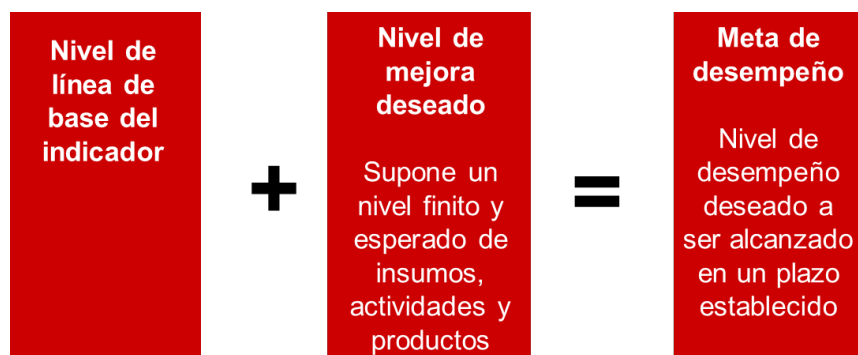 Nivel de
línea de
base del
indicador
+
Nivel de
mejora
deseado
Supone un
nivel finito y
esperado de
insumos,
actividades y
productos
=
Meta de
desempeño
Nivel de
desempeño
deseado a
ser alcanzado
en un plazo
establecido